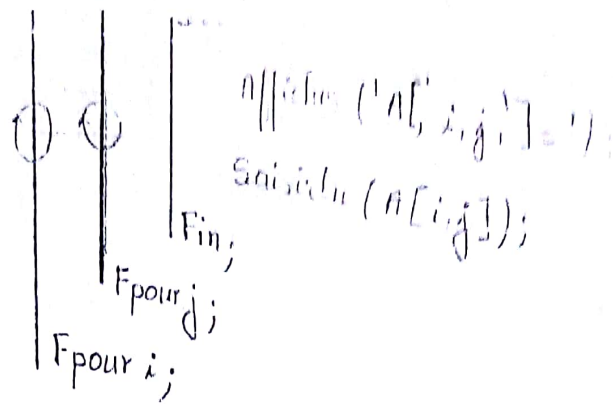 Afficher ('A[', i,j,'] = ');
Saisir (A[i,j]);
Fin;
Fpour j;
Fpour i;